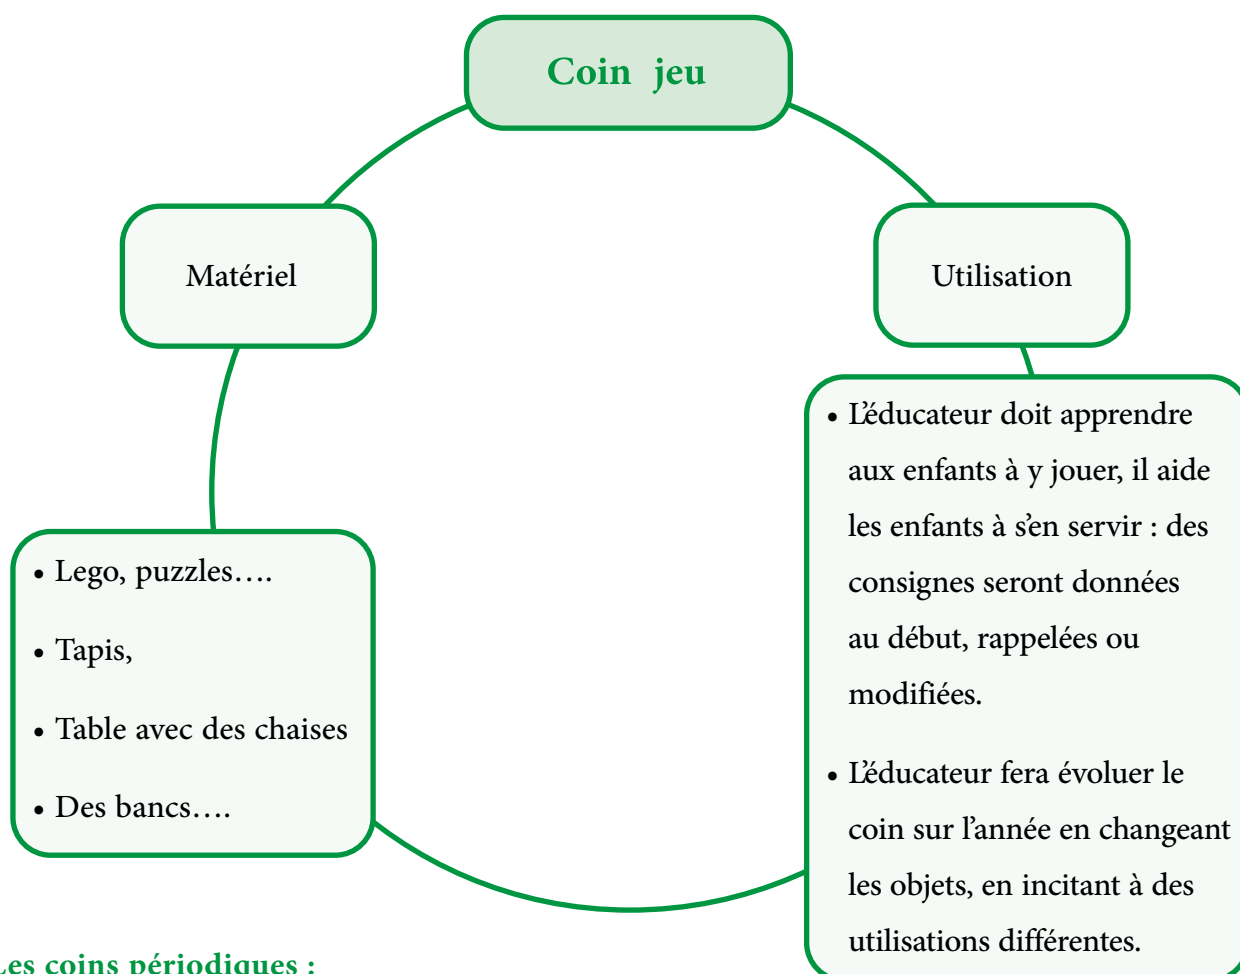 Coin jeu
Matériel
Utilisation
• Lego, puzzles….
• Tapis,
• Table avec des chaises
• Des bancs….
• L'éducateur doit apprendre
aux enfants à y jouer, il aide
les enfants à s'en servir : des
consignes seront données
au début, rappelées ou
modifiées.
• L'éducateur fera évoluer le
coin sur l'année en changeant
les objets, en incitant à des
utilisations différentes.
Les coins périodiques :